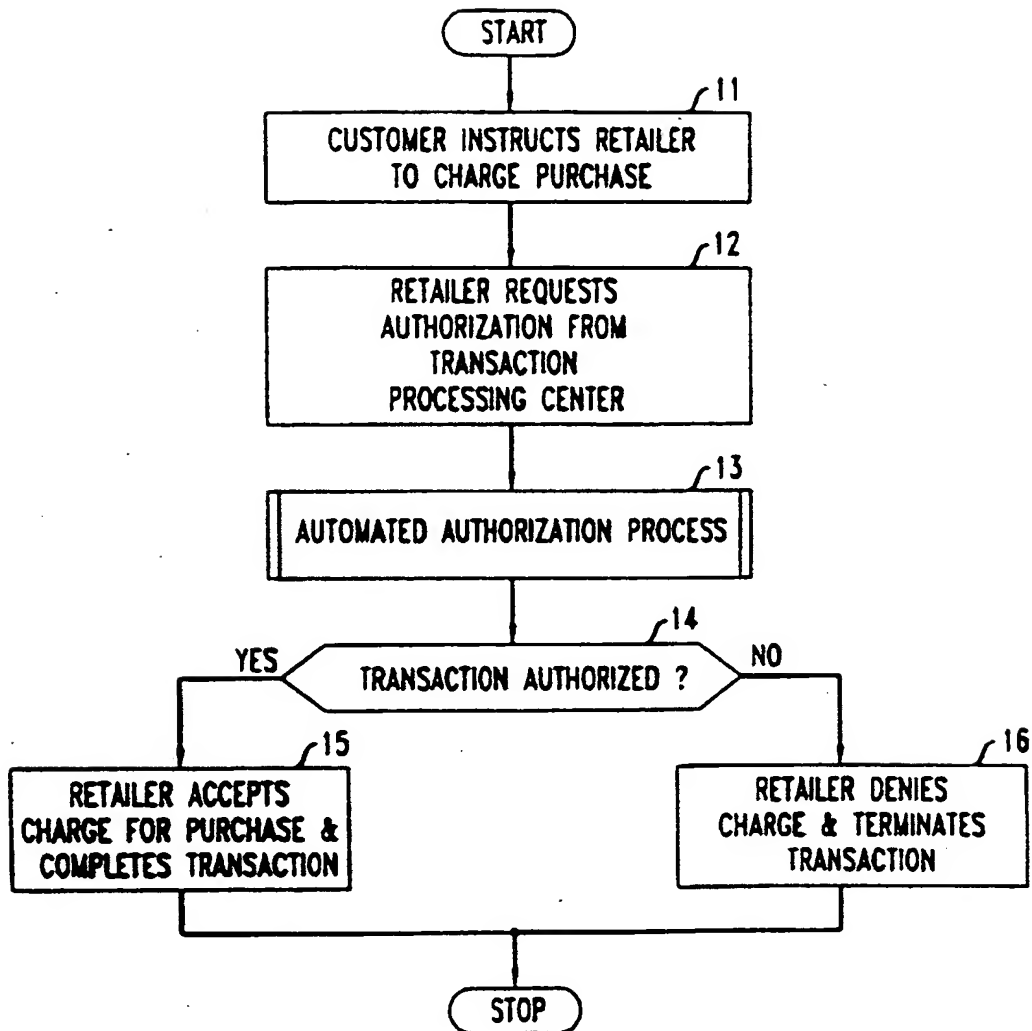 START
11
CUSTOMER INSTRUCTS RETAILER
TO CHARGE PURCHASE
12
RETAILER REQUESTS
AUTHORIZATION FROM
TRANSACTION
PROCESSING CENTER
13
AUTOMATED AUTHORIZATION PROCESS
14
YES
TRANSACTION AUTHORIZED ?
NO
15
RETAILER ACCEPTS
CHARGE FOR PURCHASE &
COMPLETES TRANSACTION
16
RETAILER DENIES
CHARGE & TERMINATES
TRANSACTION
STOP